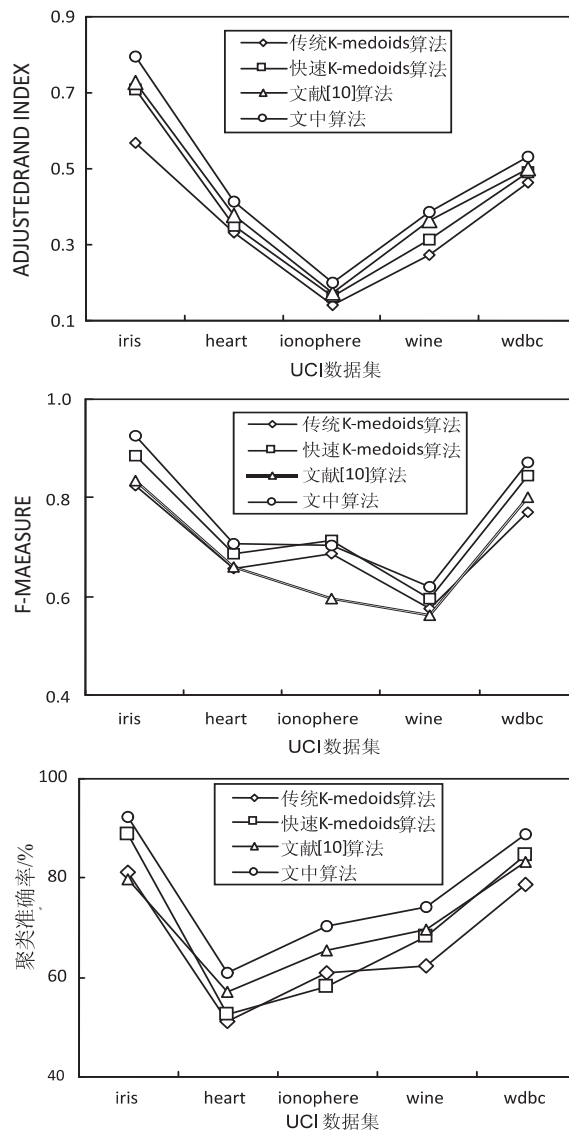 0.9
0.7
0.5
0.3
0.1
ADJUSTEDRAND INDEX
传统K-medoids算法
快速K-medoids算法
文献[10]算法
文中算法
iris heart ionophere wine wdbc
UCI数据集
1.0
0.8
0.6
0.4
F-MAEASURE
传统K-medoids算法
快速K-medoids算法
文献[10]算法
文中算法
iris heart ionophere wine wdbc
UCI数据集
100
80
60
40
聚类准确率/%
传统K-medoids算法
快速K-medoids算法
文献[10]算法
文中算法
iris heart ionophere wine wdbc
UCI数据集